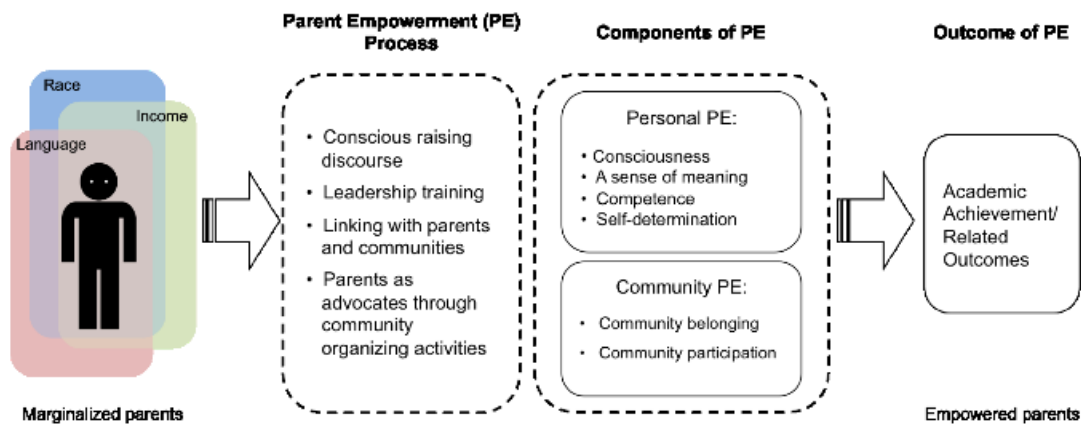 Parent Empowerment (PE)
Process
Components of PE
Outcome of PE
Race
Income
Language
• Conscious raising
discourse
• Leadership training
• Linking with parents
and communities
• Parents as
advocates through
community
organizing activities
Personal PE:
• Consciousness
• A sense of meaning
• Competence
• Self-determination
Community PE:
• Community belonging
• Community participation
Academic
Achievement/
Related
Outcomes
Marginalized parents
Empowered parents